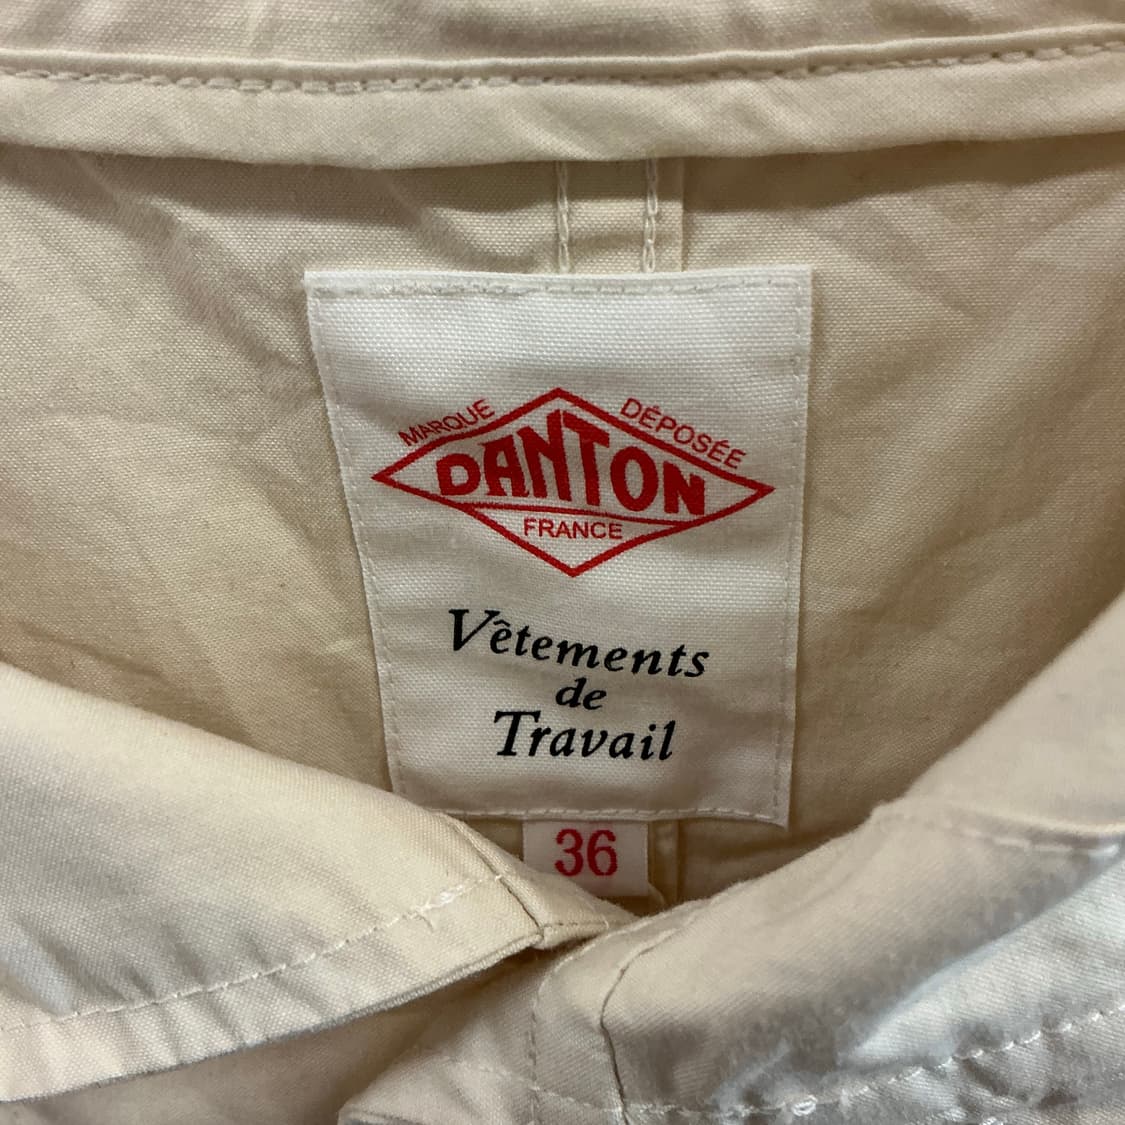 MARQUE DÉPOSÉE
DANTON
FRANCE
Vêtements
de
Travail
36